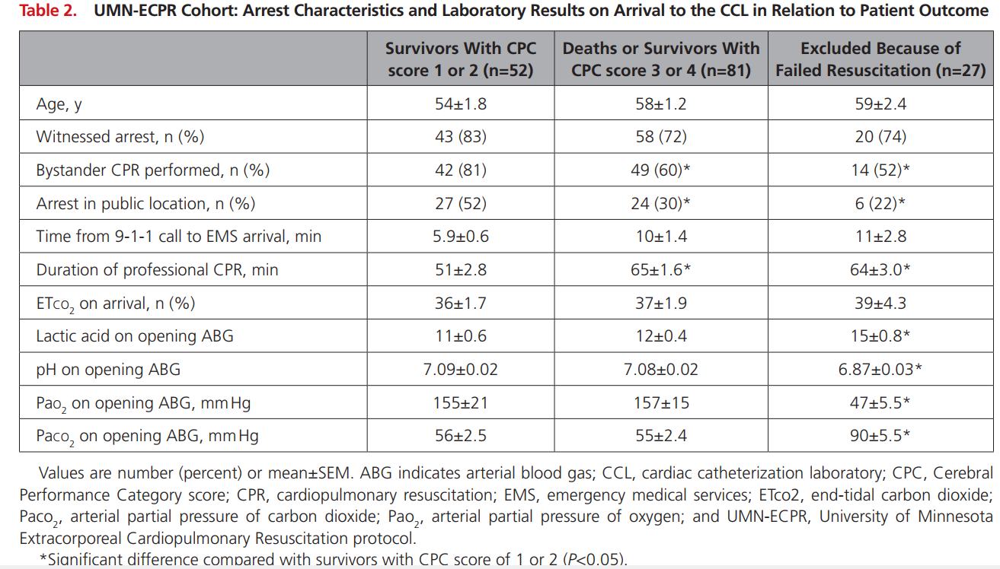 Table 2. UMN-ECPR Cohort: Arrest Characteristics and Laboratory Results on Arrival to the CCL in Relation to Patient Outcome
Survivors With CPC score 1 or 2 (n=52) Deaths or Survivors With CPC score 3 or 4 (n=81) Excluded Because of Failed Resuscitation (n=27)
Age, y 54±1.8 58±1.2 59±2.4
Witnessed arrest, n (%) 43 (83) 58 (72) 20 (74)
Bystander CPR performed, n (%) 42 (81) 49 (60)* 14 (52)*
Arrest in public location, n (%) 27 (52) 24 (30)* 6 (22)*
Time from 9-1-1 call to EMS arrival, min 5.9±0.6 10±1.4 11±2.8
Duration of professional CPR, min 51±2.8 65±1.6* 64±3.0*
ETCO2 on arrival, n (%) 36±1.7 37±1.9 39±4.3
Lactic acid on opening ABG 11±0.6 12±0.4 15±0.8*
pH on opening ABG 7.09±0.02 7.08±0.02 6.87±0.03*
PaO2 on opening ABG, mm Hg 155±21 157±15 47±5.5*
PaCO2 on opening ABG, mm Hg 56±2.5 55±2.4 90±5.5*
Values are number (percent) or mean±SEM. ABG indicates arterial blood gas; CCL, cardiac catheterization laboratory; CPC, Cerebral
Performance Category score; CPR, cardiopulmonary resuscitation; EMS, emergency medical services; ETco2, end-tidal carbon dioxide;
Paco2, arterial partial pressure of carbon dioxide; Pao2, arterial partial pressure of oxygen; and UMN-ECPR, University of Minnesota
Extracorporeal Cardiopulmonary Resuscitation protocol.
*Significant difference compared with survivors with CPC score of 1 or 2 (P<0.05).